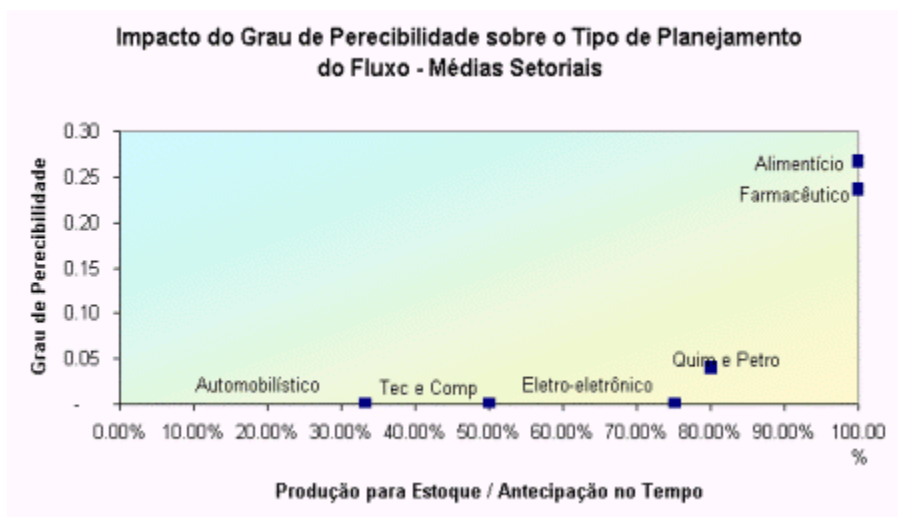 Impacto do Grau de Perecibilidade sobre o Tipo de Planejamento
do Fluxo - Médias Setoriais
Grau de Perecibilidade
0.30
0.25
0.20
0.15
0.10
0.05
-
Alimentício
Farmacêutico
Quim e Petro
Automobilístico
Tec e Comp
Eletro-eletrônico
0.00% 10.00% 20.00% 30.00% 40.00% 50.00% 60.00% 70.00% 80.00% 90.00% 100.00
%
Produção para Estoque / Antecipação no Tempo